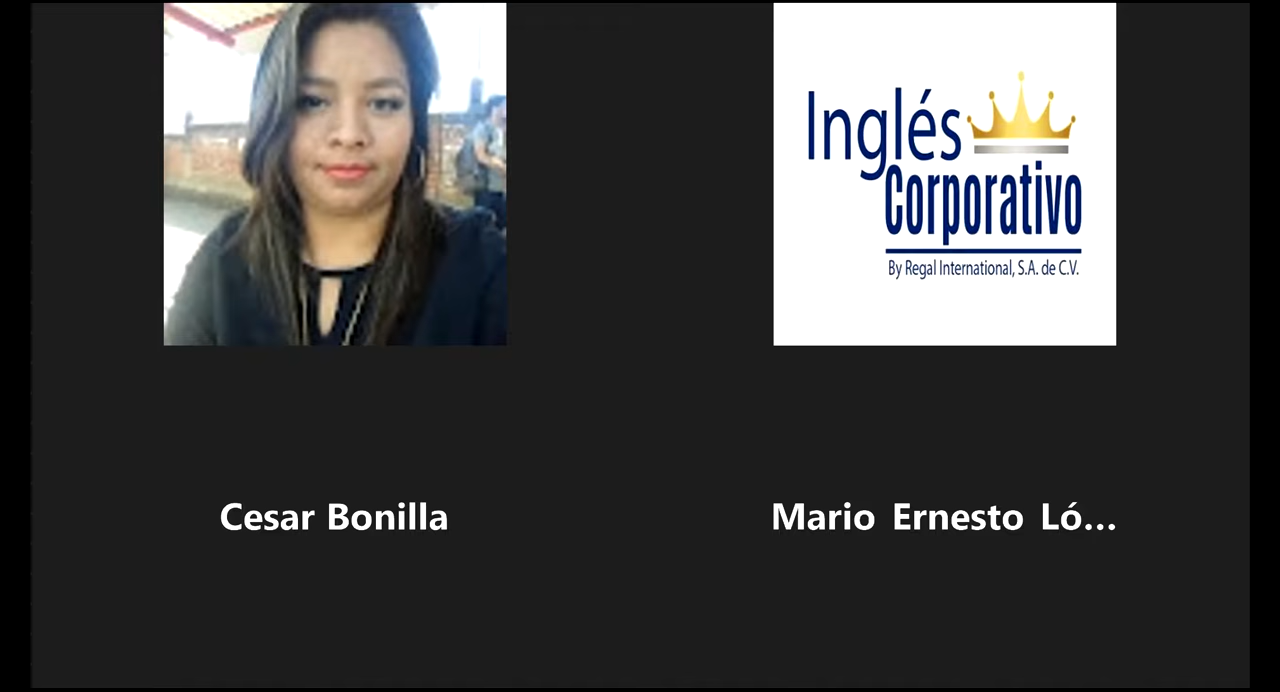 Inglés
Corporativo
By Regal International, S.A. de C.V.
Cesar Bonilla
Mario Ernesto Ló...